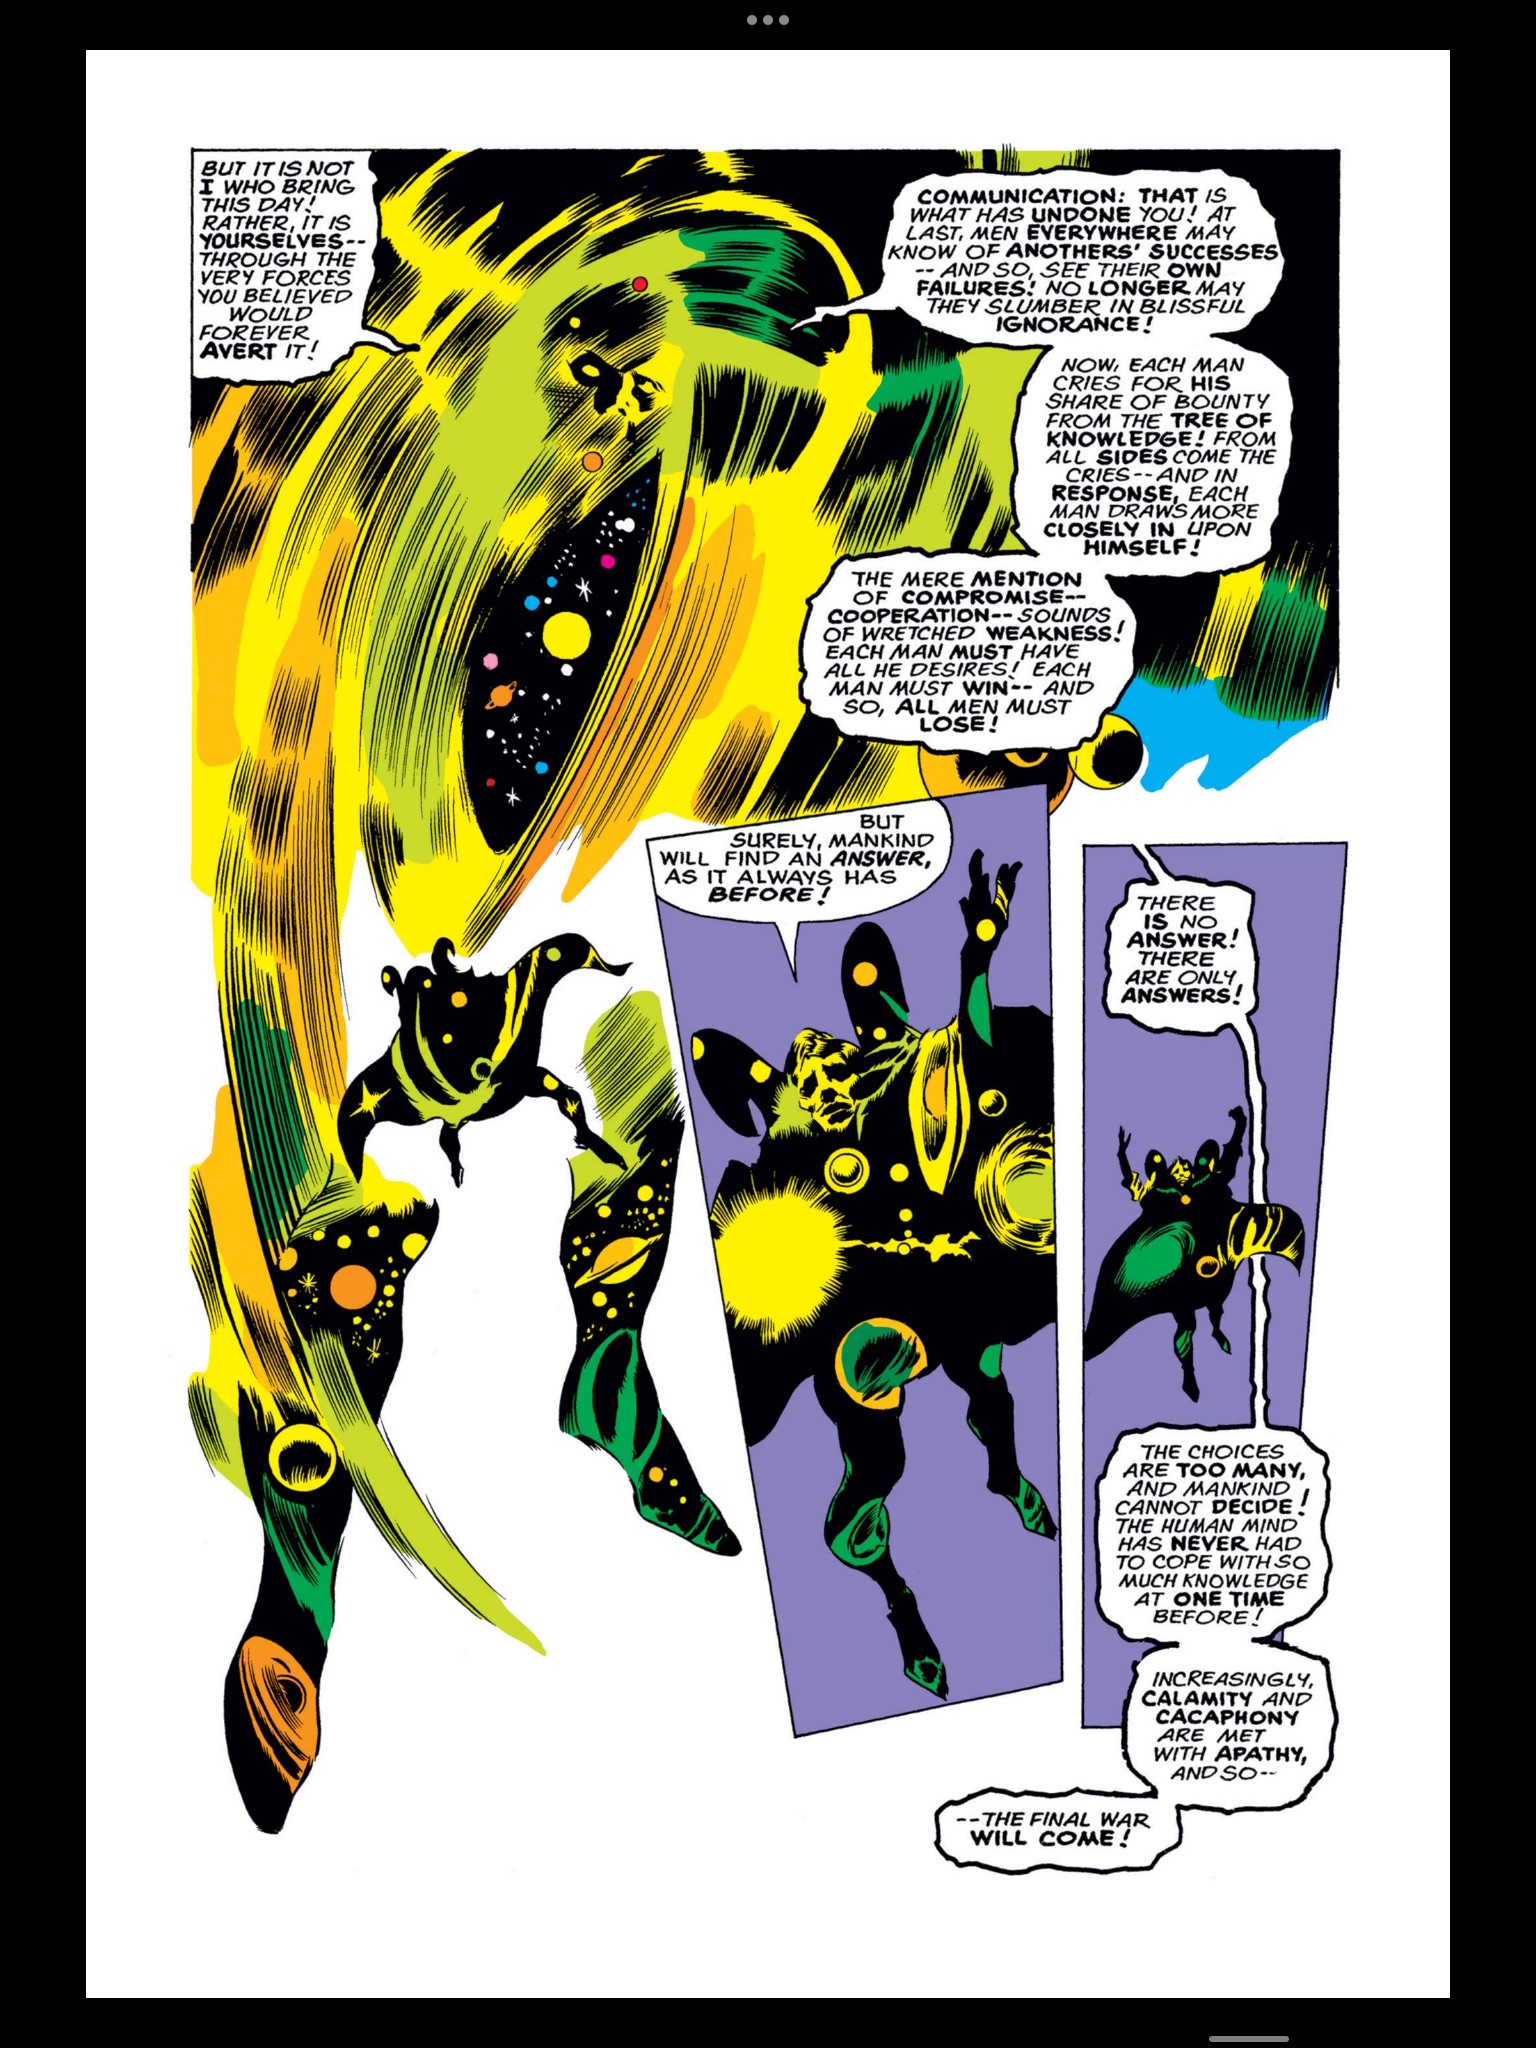 BUT IT IS NOT
I WHO BRING
THIS DAY!
RATHER, IT IS
YOURSELVES--
THROUGH THE
VERY FORCES
YOU BELIEVED
WOULD
FOREVER
AVERT IT!
COMMUNICATION: THAT IS
WHAT HAS UNDONE YOU! AT
LAST, MEN EVERYWHERE MAY
KNOW OF ANOTHERS' SUCCESSES
-- AND SO, SEE THEIR OWN
FAILURES! NO LONGER MAY
THEY SLUMBER IN BLISSFUL
IGNORANCE!
NOW, EACH MAN
CRIES FOR HIS
SHARE OF BOUNTY
FROM THE TREE OF
KNOWLEDGE! FROM
ALL SIDES COME THE
CRIES--AND IN
RESPONSE, EACH
MAN DRAWS MORE
CLOSELY IN UPON
HIMSELF!
THE MERE MENTION
OF COMPROMISE--
COOPERATION-- SOUNDS
OF WRETCHED WEAKNESS!
EACH MAN MUST HAVE
ALL HE DESIRES! EACH
MAN MUST WIN-- AND
SO, ALL MEN MUST
LOSE!
BUT
SURELY, MANKIND
WILL FIND AN ANSWER,
AS IT ALWAYS HAS
BEFORE!
THERE
IS NO
ANSWER!
THERE
ARE ONLY
ANSWERS!
THE CHOICES
ARE TOO MANY,
AND MANKIND
CANNOT DECIDE!
THE HUMAN MIND
HAS NEVER HAD
TO COPE WITH SO
MUCH KNOWLEDGE
AT ONE TIME
BEFORE!
INCREASINGLY,
CALAMITY AND
CACAPHONY
ARE MET
WITH APATHY,
AND SO--
--THE FINAL WAR
WILL COME!